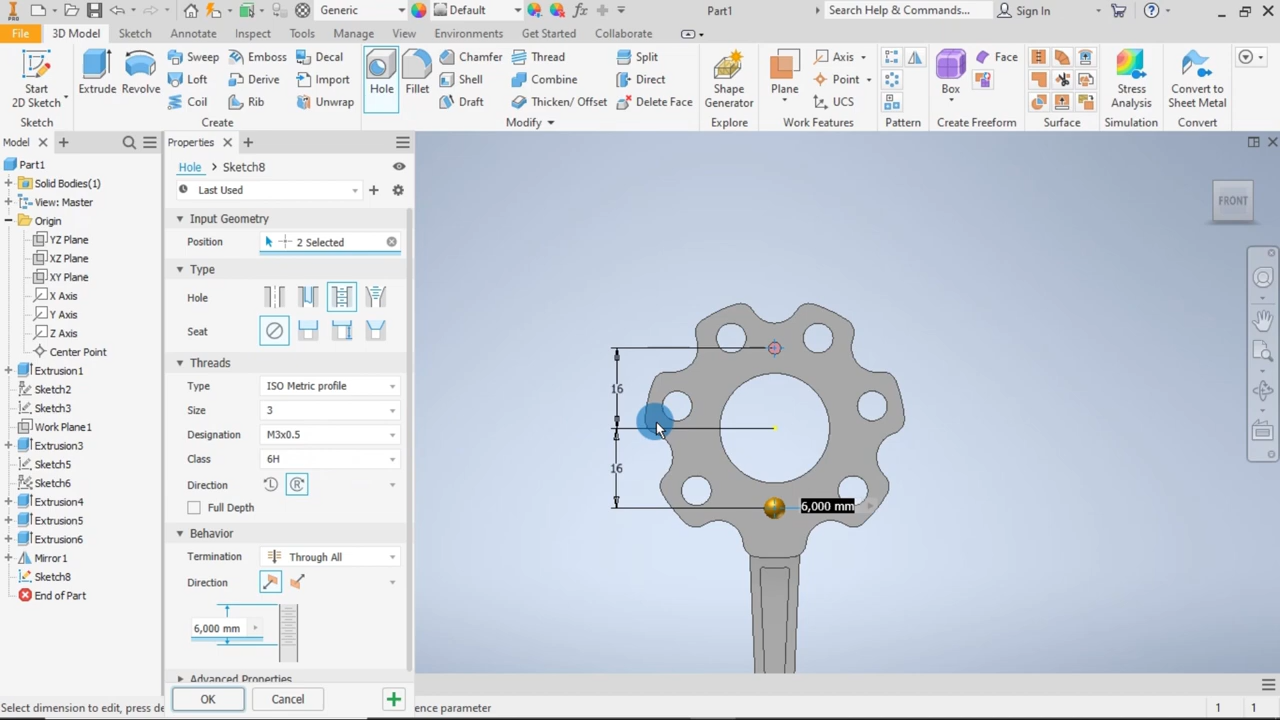 PRO
Generic
Default
Part1
Search Help & Commands...
Sign In
File
3D Model
Sketch
Annotate
Inspect
Tools
Manage
View
Environments
Get Started
Collaborate
Start
2D Sketch
Extrude
Revolve
Sweep
Loft
Coil
Emboss
Derive
Rib
Decal
Import
Unwrap
Hole
Fillet
Chamfer
Shell
Draft
Thread
Combine
Thicken/ Offset
Split
Direct
Delete Face
Shape
Generator
Plane
Axis
Point
UCS
Box
Face
Stress
Analysis
Convert to
Sheet Metal
Sketch
Create
Modify
Explore
Work Features
Pattern
Create Freeform
Surface
Simulation
Convert
Model
Part1
Solid Bodies(1)
View: Master
Origin
YZ Plane
XZ Plane
XY Plane
X Axis
Y Axis
Z Axis
Center Point
Extrusion1
Sketch2
Sketch3
Work Plane1
Extrusion3
Sketch5
Sketch6
Extrusion4
Extrusion5
Extrusion6
Mirror1
Sketch8
End of Part
Properties
Hole > Sketch8
Last Used
Input Geometry
Position 2 Selected
Type
Hole
Seat
Threads
Type ISO Metric profile
Size 3
Designation M3x0.5
Class 6H
Direction
Full Depth
Behavior
Termination Through All
Direction
6,000 mm
Advanced Properties
OK
Cancel
FRONT
16
16
6,000 mm
Select dimension to edit, press de
ence parameter
1 1